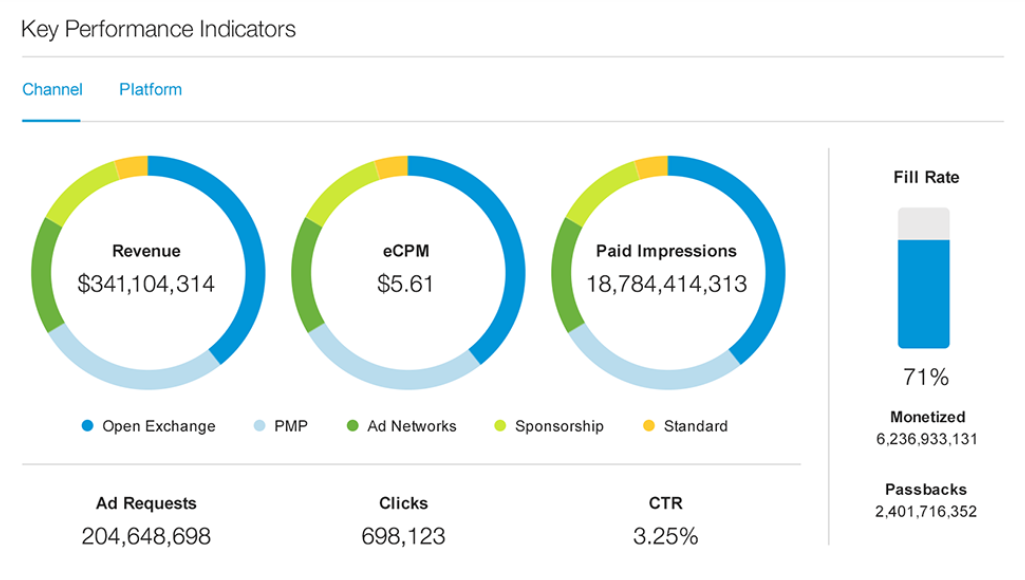 Key Performance Indicators
Channel Platform
Revenue
$341,104,314
eCPM
$5.61
Paid Impressions
18,784,414,313
Open Exchange PMP Ad Networks Sponsorship Standard
Ad Requests
204,648,698
Clicks
698,123
CTR
3.25%
Fill Rate
71%
Monetized
6,236,933,131
Passbacks
2,401,716,352